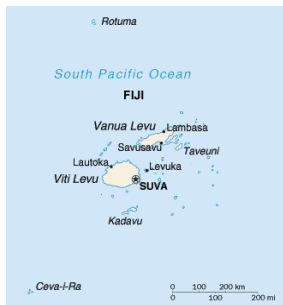 Rotuma
South Pacific Ocean
FIJI
Vanua Levu
Lambasa
Savusavu
Taveuni
Lautoka
Levuka
Viti Levu
SUVA
Kadavu
Ceva-i-Ra
0 100 200 km
0 100 200 mi